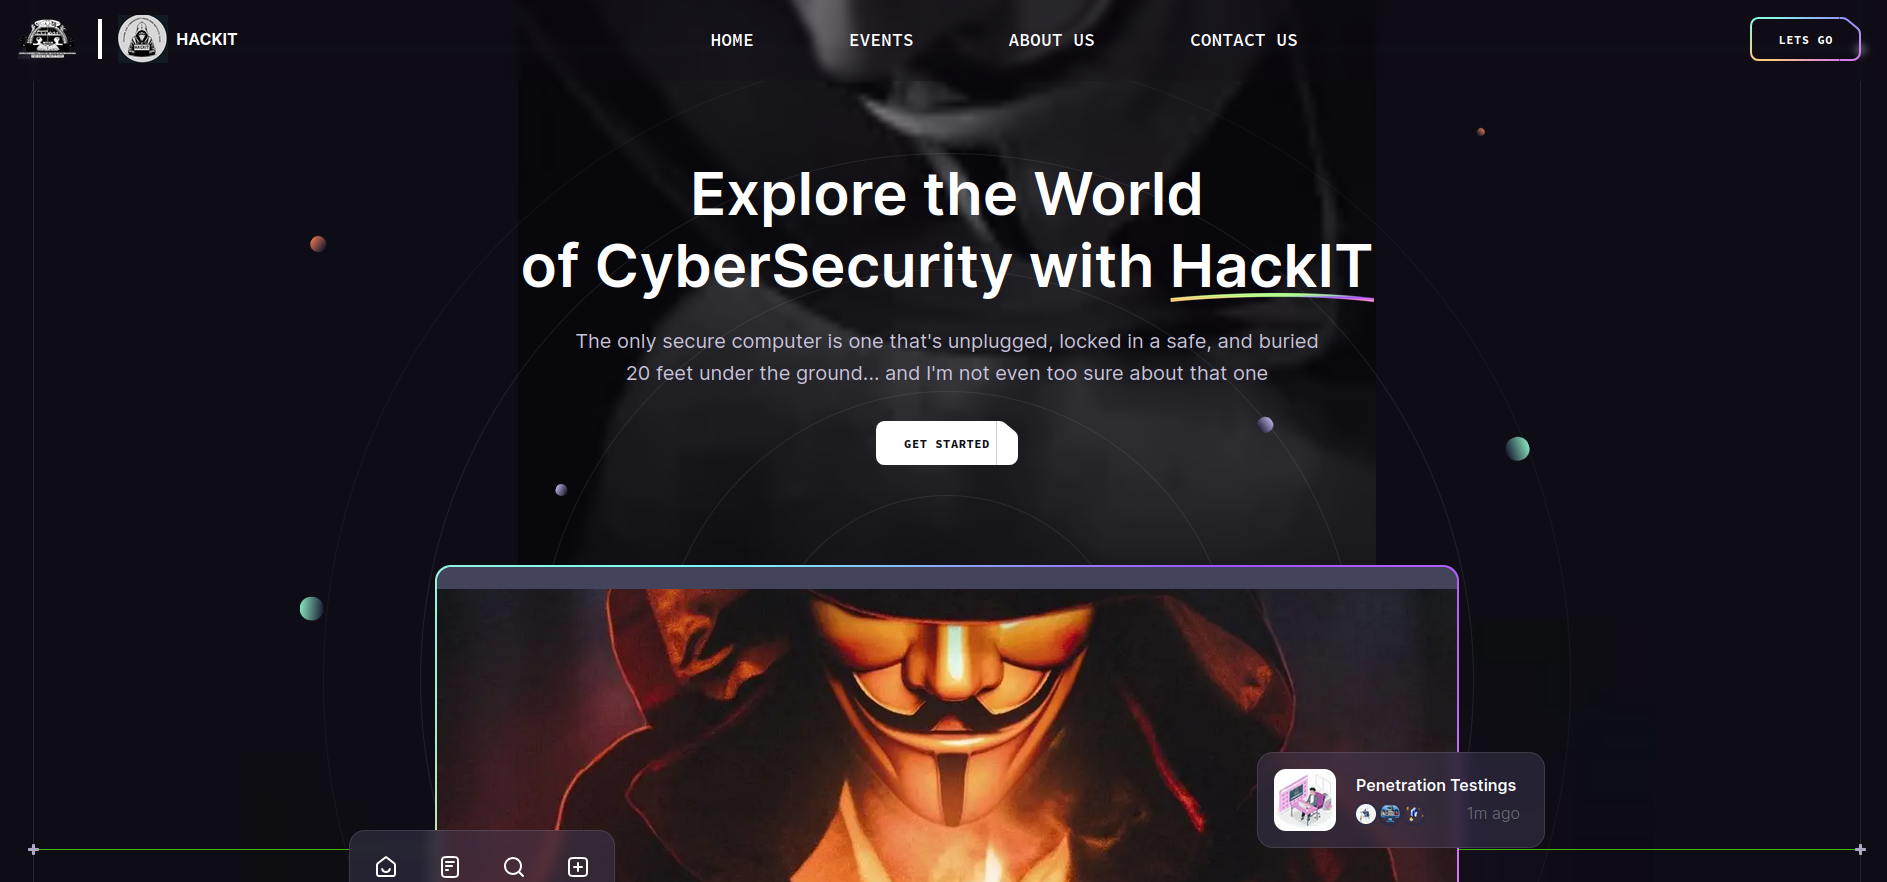 HACKIT
HOME
EVENTS
ABOUT US
CONTACT US
LETS GO
Explore the World
of CyberSecurity with HackIT
The only secure computer is one that's unplugged, locked in a safe, and buried
20 feet under the ground... and I'm not even too sure about that one
GET STARTED
Penetration Testings
1m ago